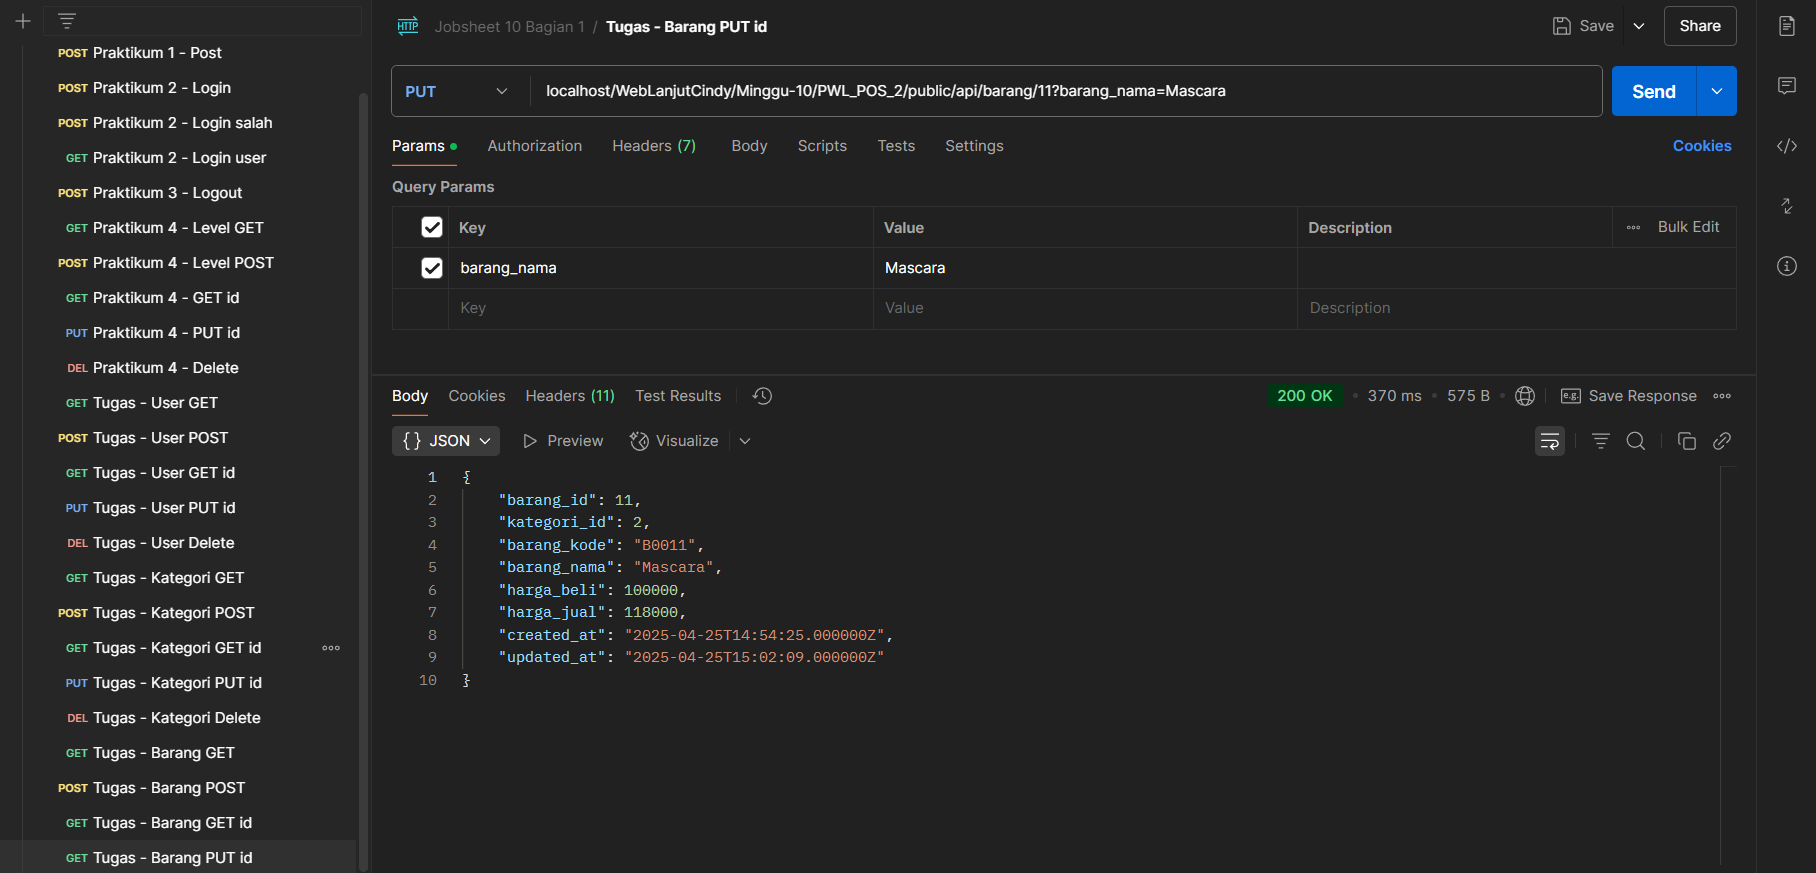 POST Praktikum 1 - Post
POST Praktikum 2 - Login
POST Praktikum 2 - Login salah
GET Praktikum 2 - Login user
POST Praktikum 3 - Logout
GET Praktikum 4 - Level GET
POST Praktikum 4 - Level POST
GET Praktikum 4 - GET id
PUT Praktikum 4 - PUT id
DEL Praktikum 4 - Delete
GET Tugas - User GET
POST Tugas - User POST
GET Tugas - User GET id
PUT Tugas - User PUT id
DEL Tugas - User Delete
GET Tugas - Kategori GET
POST Tugas - Kategori POST
GET Tugas - Kategori GET id
PUT Tugas - Kategori PUT id
DEL Tugas - Kategori Delete
GET Tugas - Barang GET
POST Tugas - Barang POST
GET Tugas - Barang GET id
GET Tugas - Barang PUT id
HTTP Jobsheet 10 Bagian 1 / Tugas - Barang PUT id Save Share
PUT localhost/WebLanjutCindy/Minggu-10/PWL_POS_2/public/api/barang/11?barang_nama=Mascara Send
Params Authorization Headers (7) Body Scripts Tests Settings Cookies
Query Params
Key Value Description Bulk Edit
barang_nama Mascara
Key Value Description
Body Cookies Headers (11) Test Results 200 OK • 370 ms • 575 B • e.g. Save Response
{} JSON Preview Visualize
1 {
2 "barang_id": 11,
3 "kategori_id": 2,
4 "barang_kode": "B0011",
5 "barang_nama": "Mascara",
6 "harga_beli": 100000,
7 "harga_jual": 118000,
8 "created_at": "2025-04-25T14:54:25.000000Z",
9 "updated_at": "2025-04-25T15:02:09.000000Z"
10 }